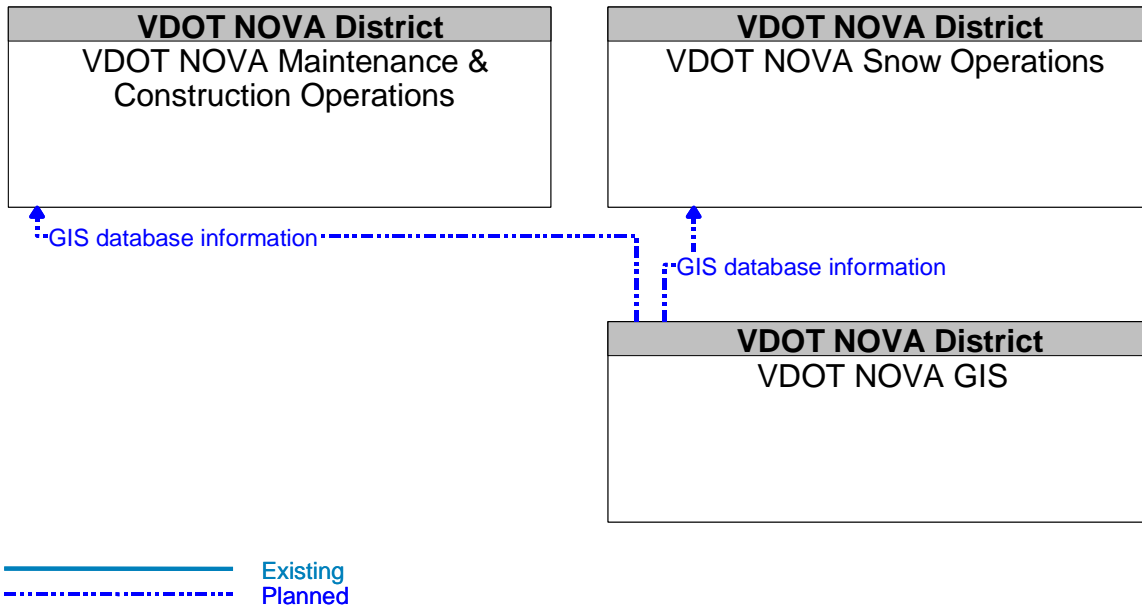 VDOT NOVA District
VDOT NOVA Maintenance &
Construction Operations
VDOT NOVA District
VDOT NOVA Snow Operations
GIS database information
GIS database information
VDOT NOVA District
VDOT NOVA GIS
Existing
Planned